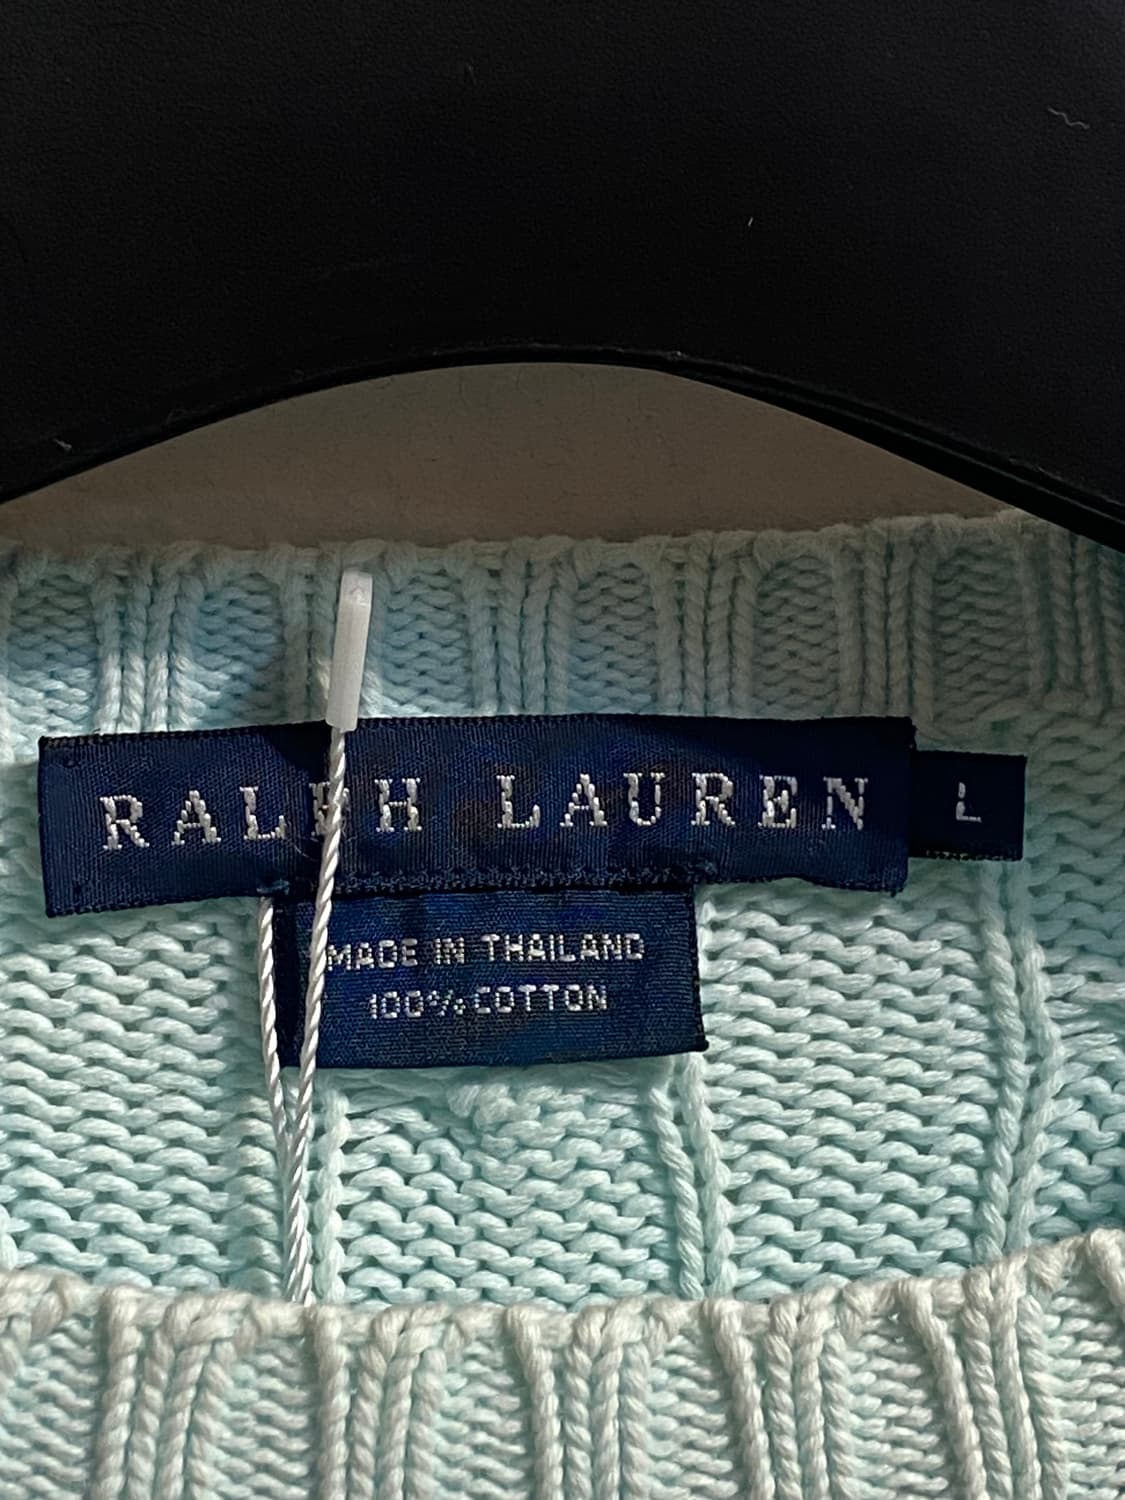 RALPH LAUREN
L
MADE IN THAILAND
100% COTTON